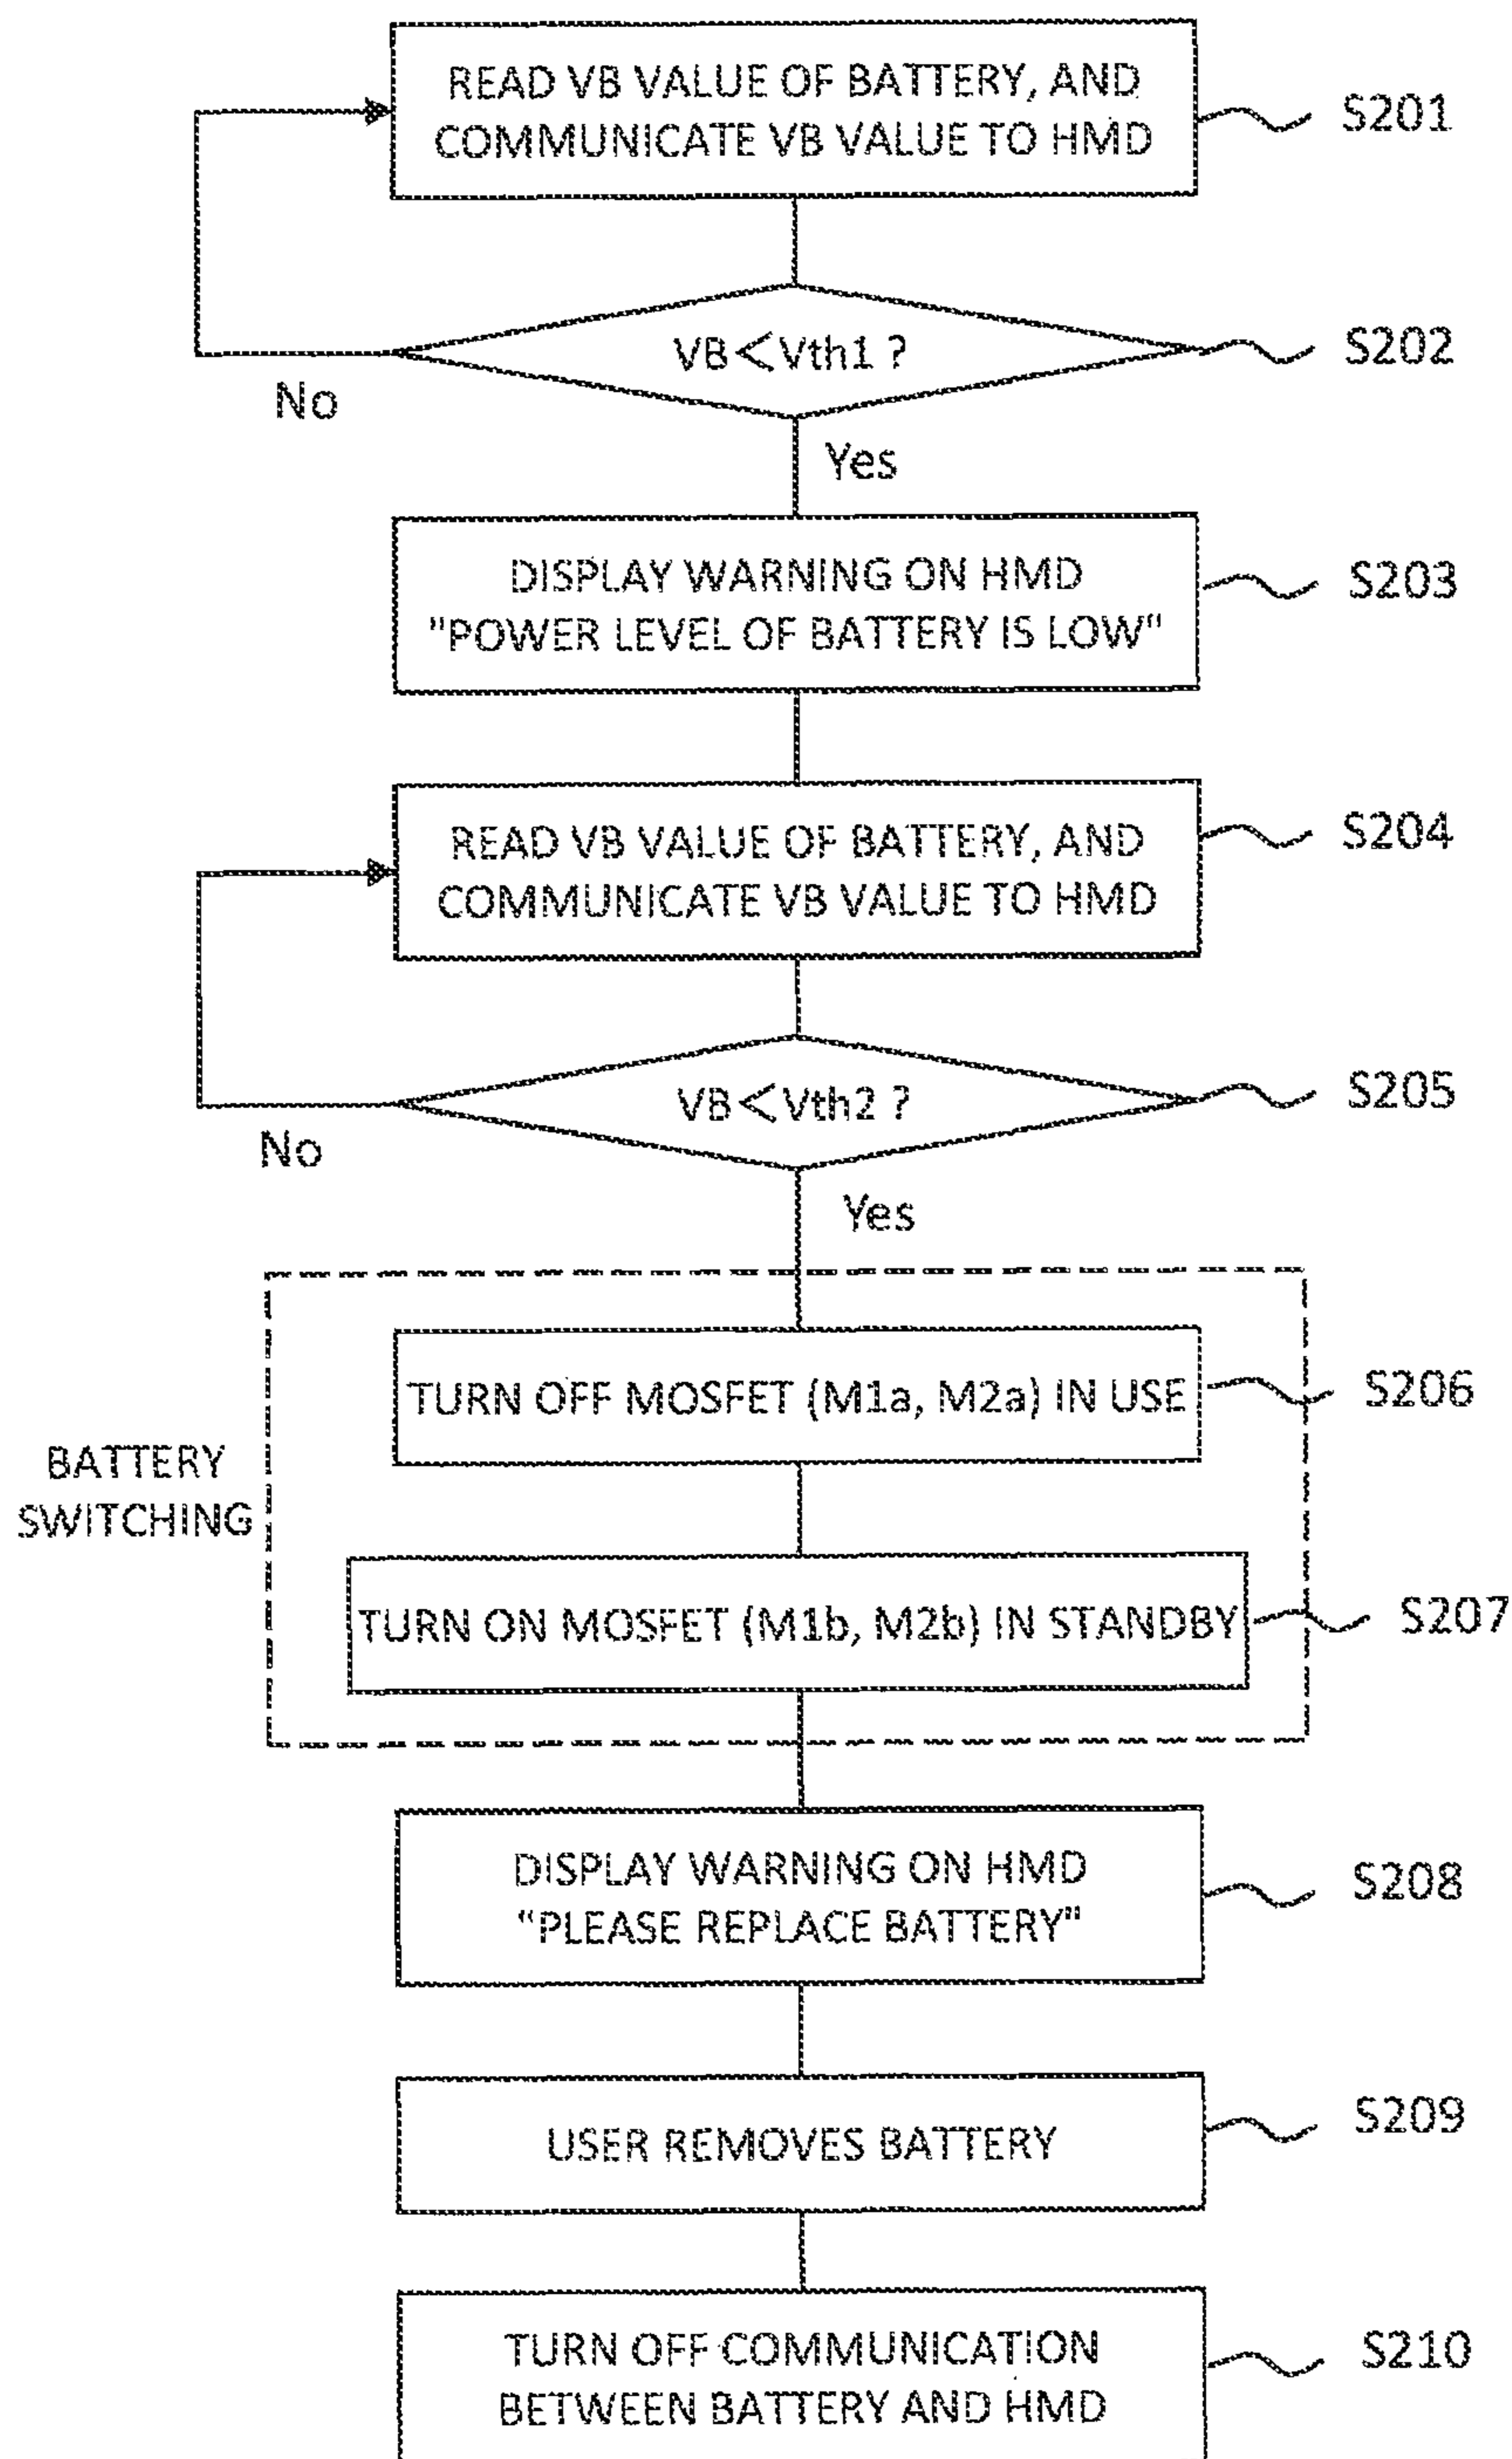 READ VB VALUE OF BATTERY, AND
COMMUNICATE VB VALUE TO HMD
S201
VB<Vth1 ?
S202
No
Yes
DISPLAY WARNING ON HMD
"POWER LEVEL OF BATTERY IS LOW"
S203
READ VB VALUE OF BATTERY, AND
COMMUNICATE VB VALUE TO HMD
S204
VB<Vth2 ?
S205
No
Yes
BATTERY
SWITCHING
TURN OFF MOSFET (M1a, M2a) IN USE
S206
TURN ON MOSFET (M1b, M2b) IN STANDBY
S207
DISPLAY WARNING ON HMD
“PLEASE REPLACE BATTERY"
S208
USER REMOVES BATTERY
S209
TURN OFF COMMUNICATION
BETWEEN BATTERY AND HMD
S210